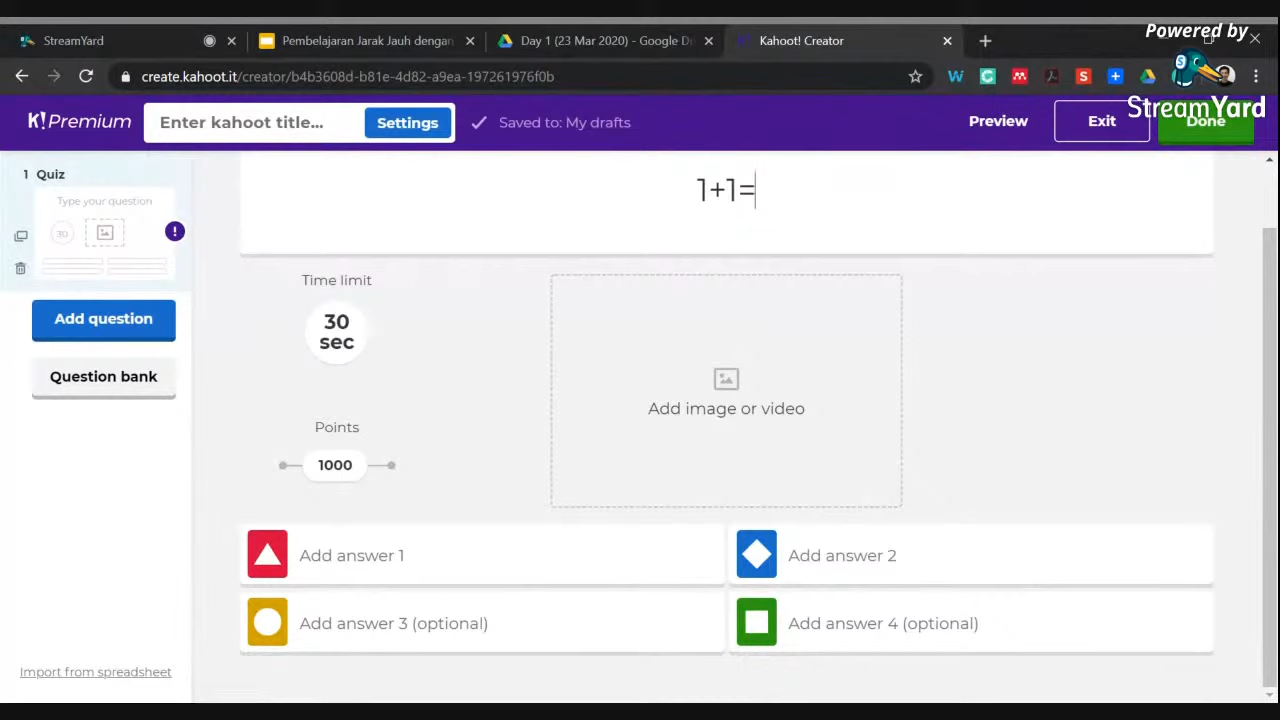 Powered by
StreamYard
StreamYard
Pembelajaran Jarak Jauh dengan
Day 1 (23 Mar 2020) - Google D
Kahoot! Creator
create.kahoot.it/creator/b4b3608d-b81e-4d82-a9ea-197261976f0b
K!Premium
Enter kahoot title...
Settings
Saved to: My drafts
Preview
Exit
Done
1 Quiz
Type your question
30
Add question
Question bank
Import from spreadsheet
1+1=
Time limit
30
sec
Points
1000
Add image or video
Add answer 1
Add answer 2
Add answer 3 (optional)
Add answer 4 (optional)